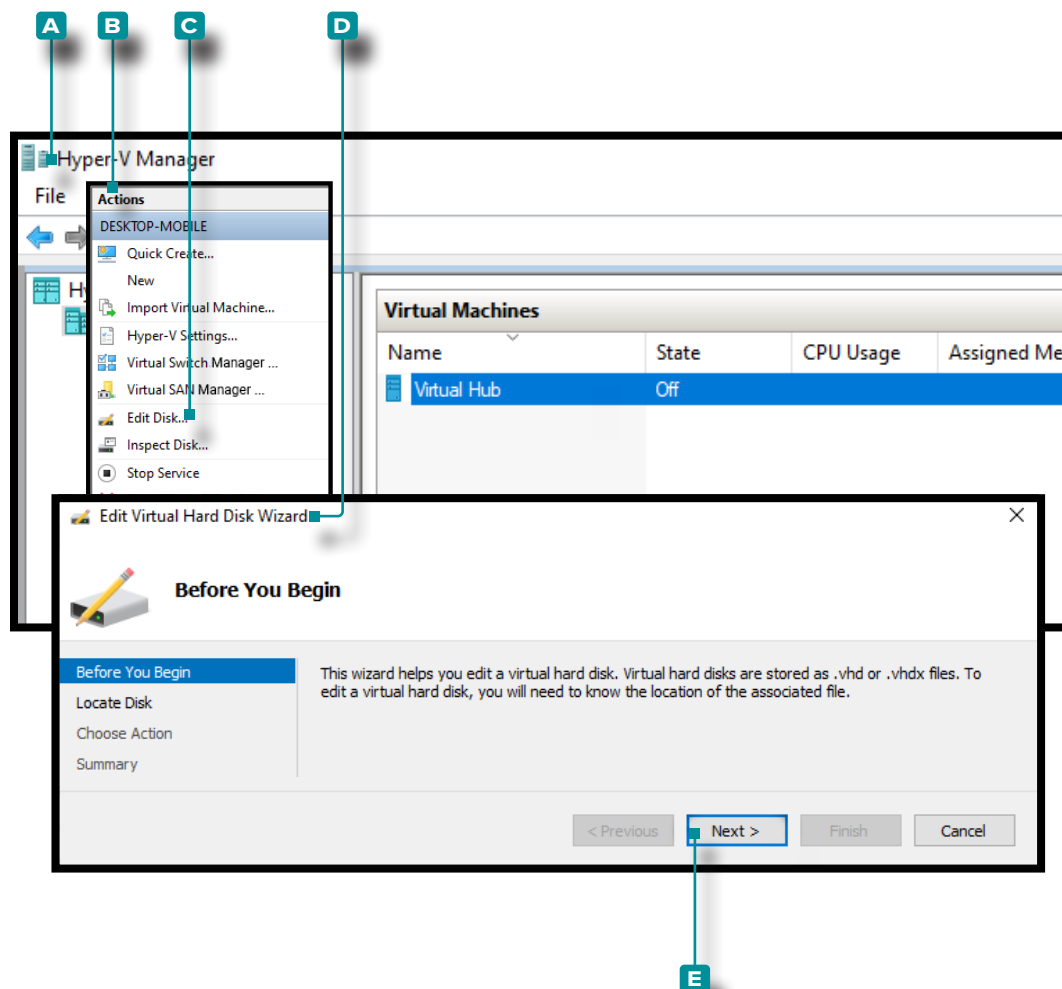 A B C D
Hyper-V Manager
File
Actions
DESKTOP-MOBILE
Quick Create...
New
Import Virtual Machine...
Hyper-V Settings...
Virtual Switch Manager ...
Virtual SAN Manager ...
Edit Disk...
Inspect Disk...
Stop Service
Virtual Machines
Name State CPU Usage Assigned Me
Virtual Hub Off
Edit Virtual Hard Disk Wizard
Before You Begin
Before You Begin
Locate Disk
Choose Action
Summary
This wizard helps you edit a virtual hard disk. Virtual hard disks are stored as .vhd or .vhdx files. To
edit a virtual hard disk, you will need to know the location of the associated file.
< Previous Next > Finish Cancel
E